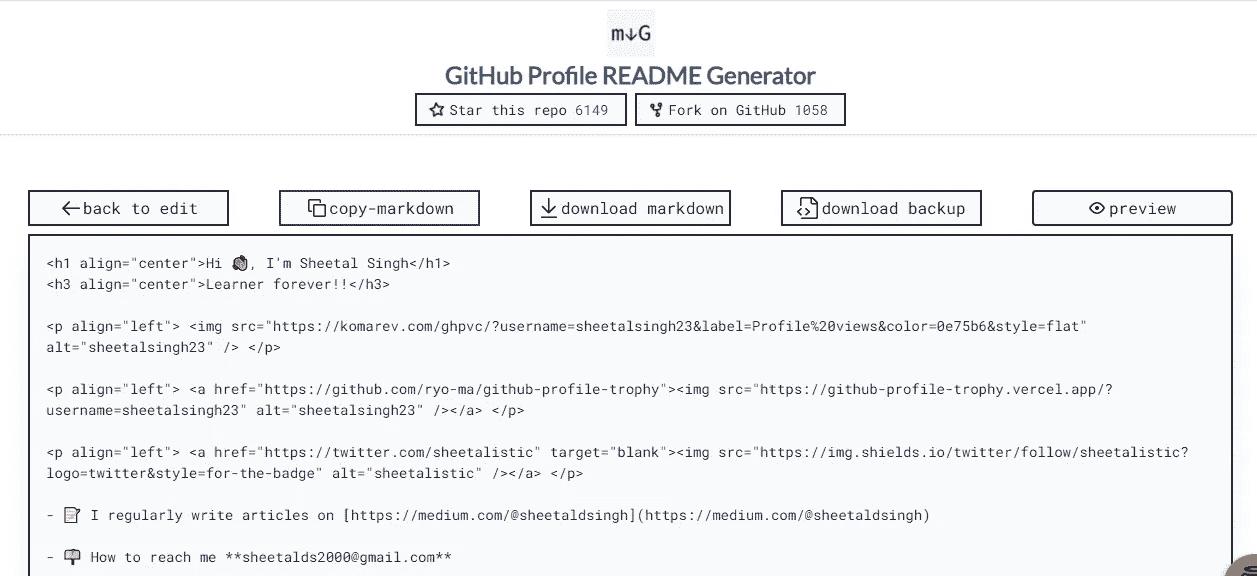 m↓G
GitHub Profile README Generator
Star this repo 6149 Fork on GitHub 1058
←back to edit copy-markdown download markdown download backup preview
<h1 align="center">Hi 👋, I'm Sheetal Singh</h1>
<h3 align="center">Learner forever!!</h3>
<p align="left"> <img src="https://komarev.com/ghpvc/?username=sheetalsingh23&label=Profile%20views&color=0e75b6&style=flat"
alt="sheetalsingh23" /> </p>
<p align="left"> <a href="https://github.com/ryo-ma/github-profile-trophy"><img src="https://github-profile-trophy.vercel.app/?
username=sheetalsingh23" alt="sheetalsingh23" /></a> </p>
<p align="left"> <a href="https://twitter.com/sheetalistic" target="blank"><img src="https://img.shields.io/twitter/follow/sheetalistic?
logo=twitter&style=for-the-badge" alt="sheetalistic" /></a> </p>
- 📝 I regularly write articles on [https://medium.com/@sheetaldsingh](https://medium.com/@sheetaldsingh)
- 📫 How to reach me **sheetalds2000@gmail.com**